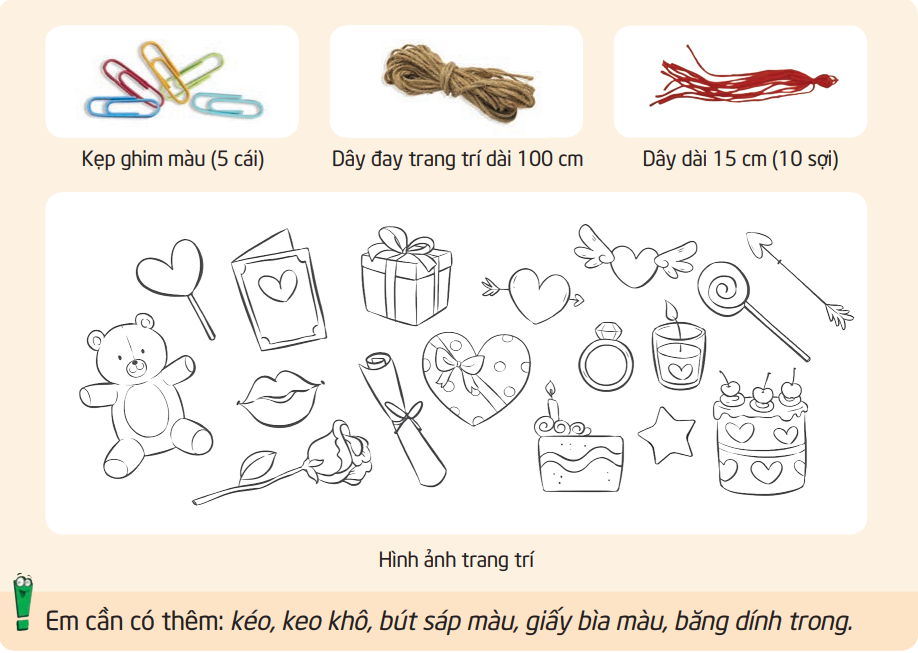 Kẹp ghim màu (5 cái)
Dây đay trang trí dài 100 cm
Dây dài 15 cm (10 sợi)
Hình ảnh trang trí
Em cần có thêm: kéo, keo khô, bút sáp màu, giấy bìa màu, băng dính trong.